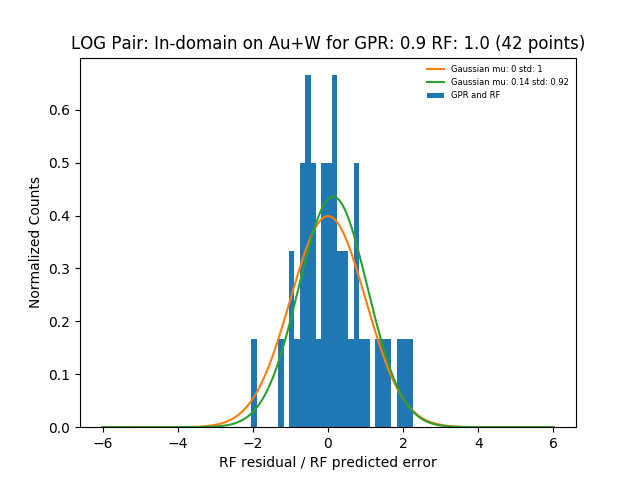 LOG Pair: In-domain on Au+W for GPR: 0.9 RF: 1.0 (42 points)
Gaussian mu: 0 std: 1
Gaussian mu: 0.14 std: 0.92
GPR and RF
Normalized Counts
0.6
0.5
0.4
0.3
0.2
0.1
0.0
−6 −4 −2 0 2 4 6
RF residual / RF predicted error